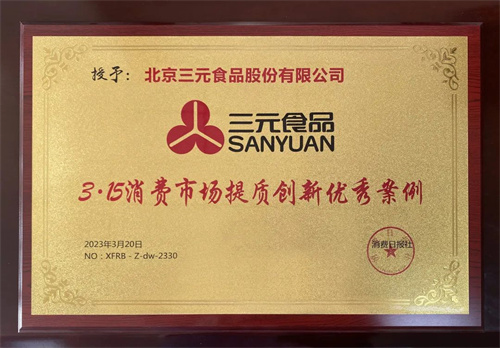 授予：北京三元食品股份有限公司
三元食品
SANYUAN
3·15消费市场提质创新优秀案例
2023年3月20日
NO：XFRB - Z-dw-2330
消费日报社